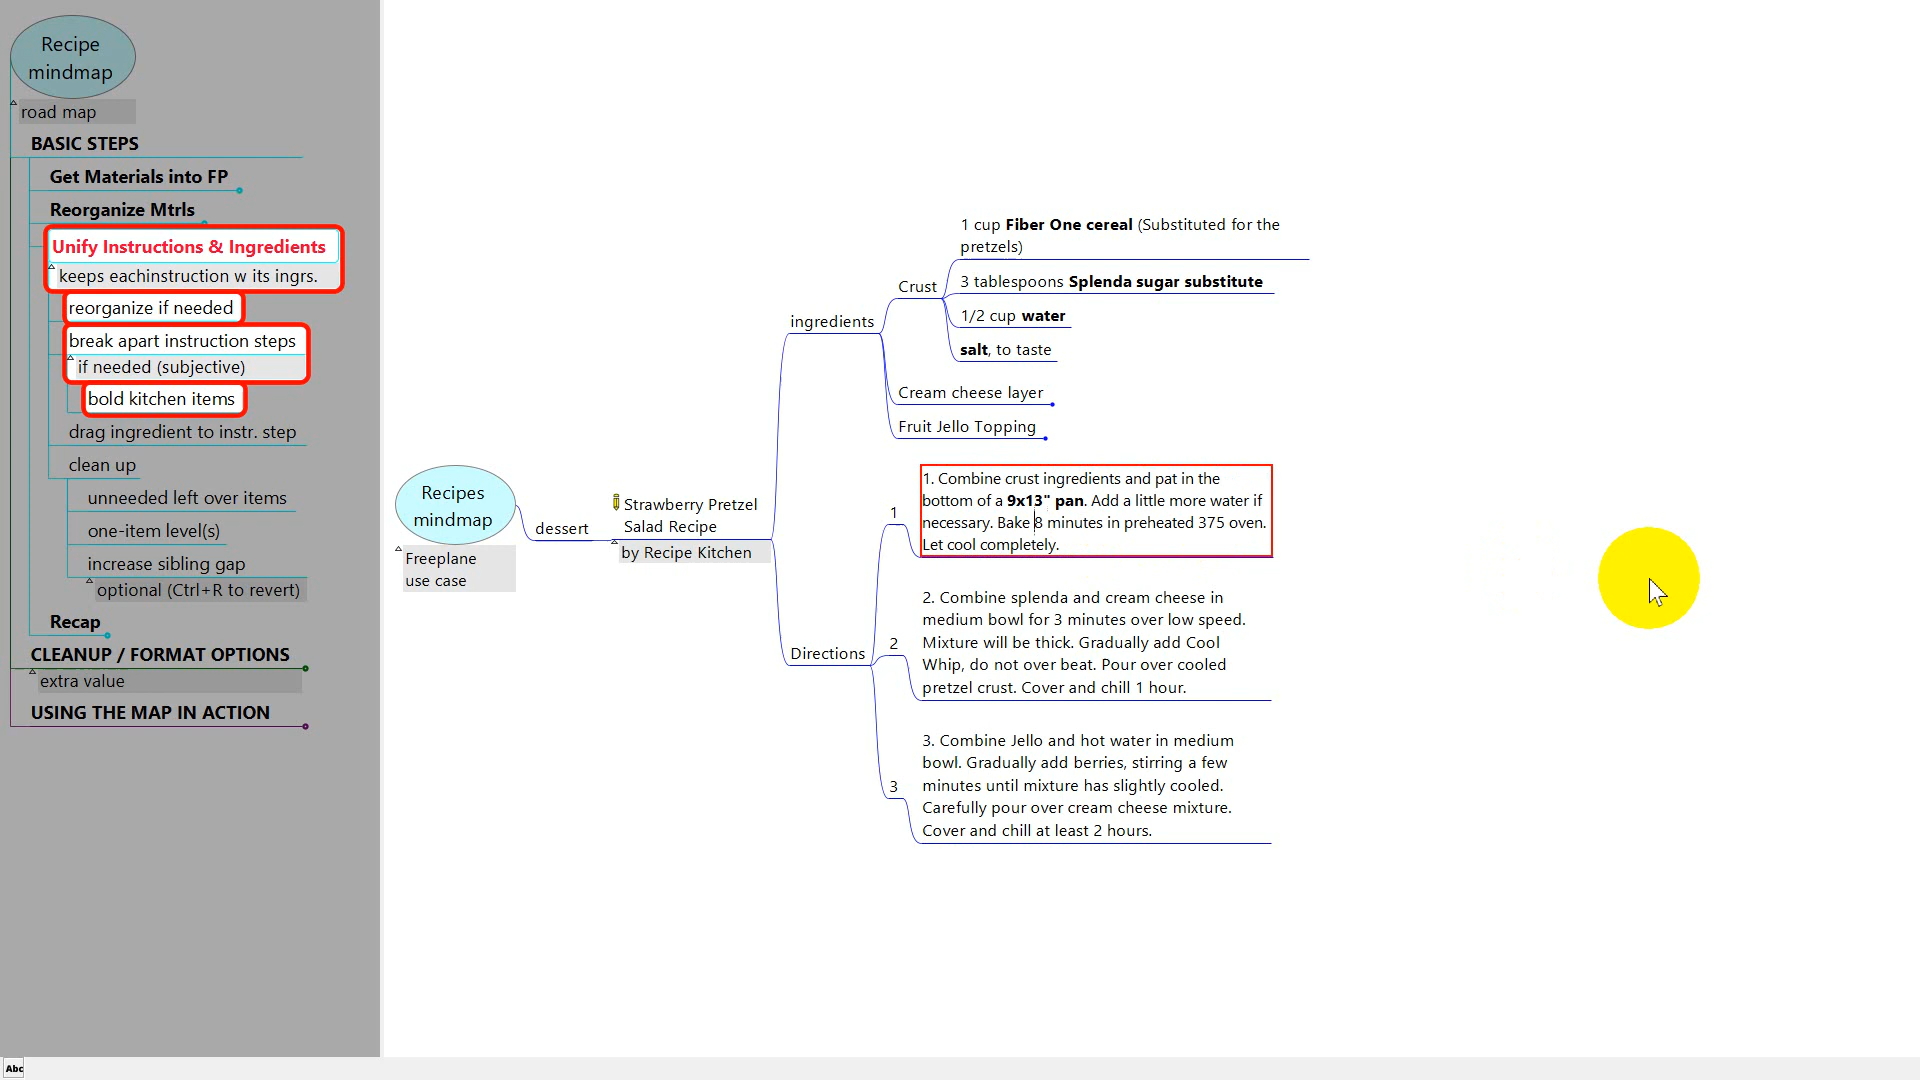 Recipe
mindmap
road map
BASIC STEPS
Get Materials into FP
Reorganize Mtrls
Unify Instructions & Ingredients
keeps eachinstruction w its ingrs.
reorganize if needed
break apart instruction steps
if needed (subjective)
bold kitchen items
drag ingredient to instr. step
clean up
unneeded left over items
one-item level(s)
increase sibling gap
optional (Ctrl+R to revert)
Recap
CLEANUP / FORMAT OPTIONS
extra value
USING THE MAP IN ACTION
Recipes
mindmap
Freeplane
use case
dessert
Strawberry Pretzel
Salad Recipe
by Recipe Kitchen
ingredients
Crust
1 cup Fiber One cereal (Substituted for the
pretzels)
3 tablespoons Splenda sugar substitute
1/2 cup water
salt, to taste
Cream cheese layer
Fruit Jello Topping
Directions
1
1. Combine crust ingredients and pat in the
bottom of a 9x13" pan. Add a little more water if
necessary. Bake 8 minutes in preheated 375 oven.
Let cool completely.
2
2. Combine splenda and cream cheese in
medium bowl for 3 minutes over low speed.
Mixture will be thick. Gradually add Cool
Whip, do not over beat. Pour over cooled
pretzel crust. Cover and chill 1 hour.
3
3. Combine Jello and hot water in medium
bowl. Gradually add berries, stirring a few
minutes until mixture has slightly cooled.
Carefully pour over cream cheese mixture.
Cover and chill at least 2 hours.
Abc